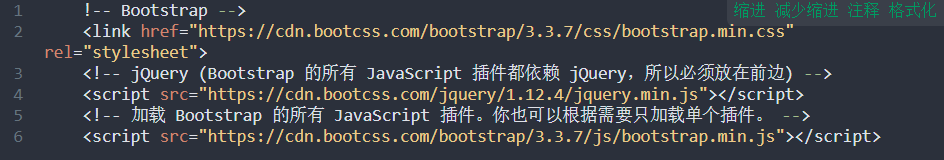 缩进 减少缩进 注释 格式化
1 !-- Bootstrap -->
2 <link href="https://cdn.bootcss.com/bootstrap/3.3.7/css/bootstrap.min.css"
rel="stylesheet">
3 <!-- jQuery (Bootstrap 的所有 JavaScript 插件都依赖 jQuery，所以必须放在前边) -->
4 <script src="https://cdn.bootcss.com/jquery/1.12.4/jquery.min.js"></script>
5 <!-- 加载 Bootstrap 的所有 JavaScript 插件。你也可以根据需要只加载单个插件。 -->
6 <script src="https://cdn.bootcss.com/bootstrap/3.3.7/js/bootstrap.min.js"></script>